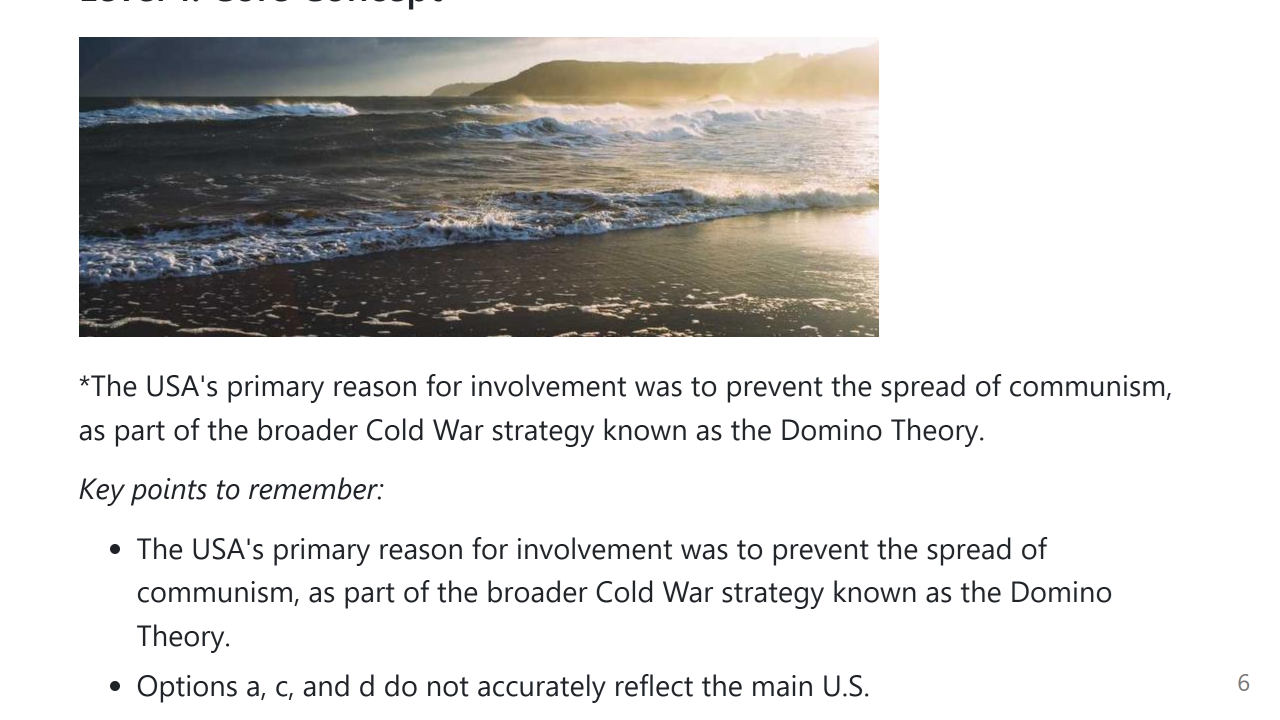 *The USA's primary reason for involvement was to prevent the spread of communism,
as part of the broader Cold War strategy known as the Domino Theory.
Key points to remember:
• The USA's primary reason for involvement was to prevent the spread of
communism, as part of the broader Cold War strategy known as the Domino
Theory.
• Options a, c, and d do not accurately reflect the main U.S.
6